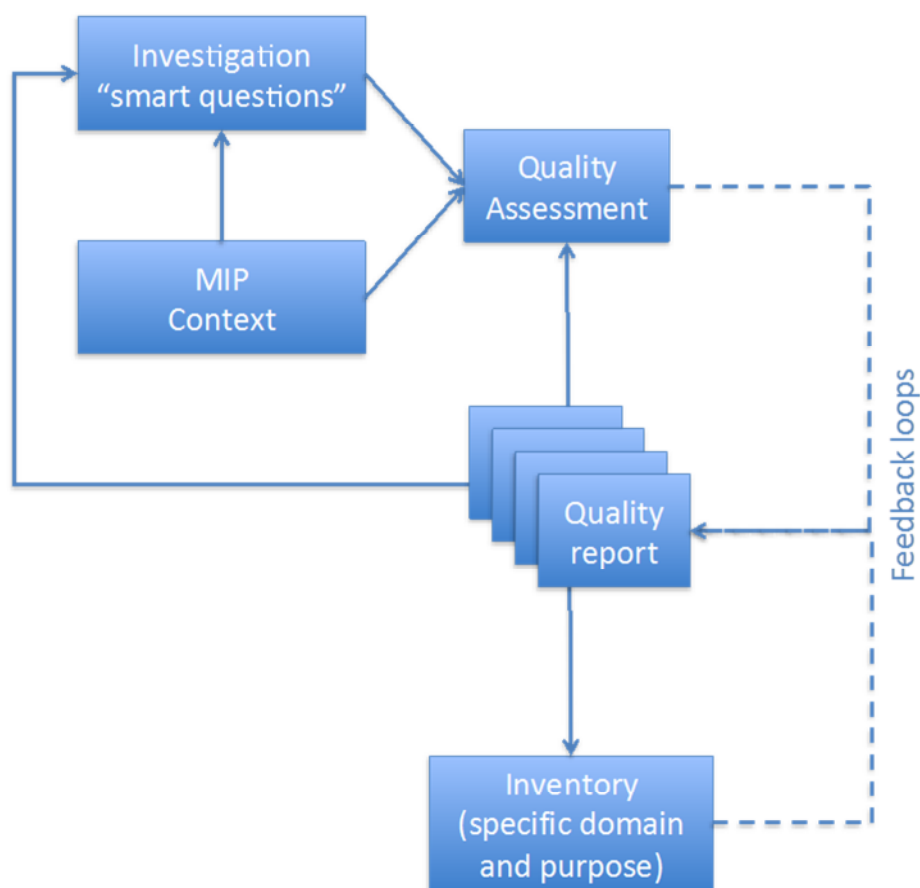 Investigation
“smart questions”
Quality
Assessment
MIP
Context
Feedback loops
Quality
report
Inventory
(specific domain
and purpose)